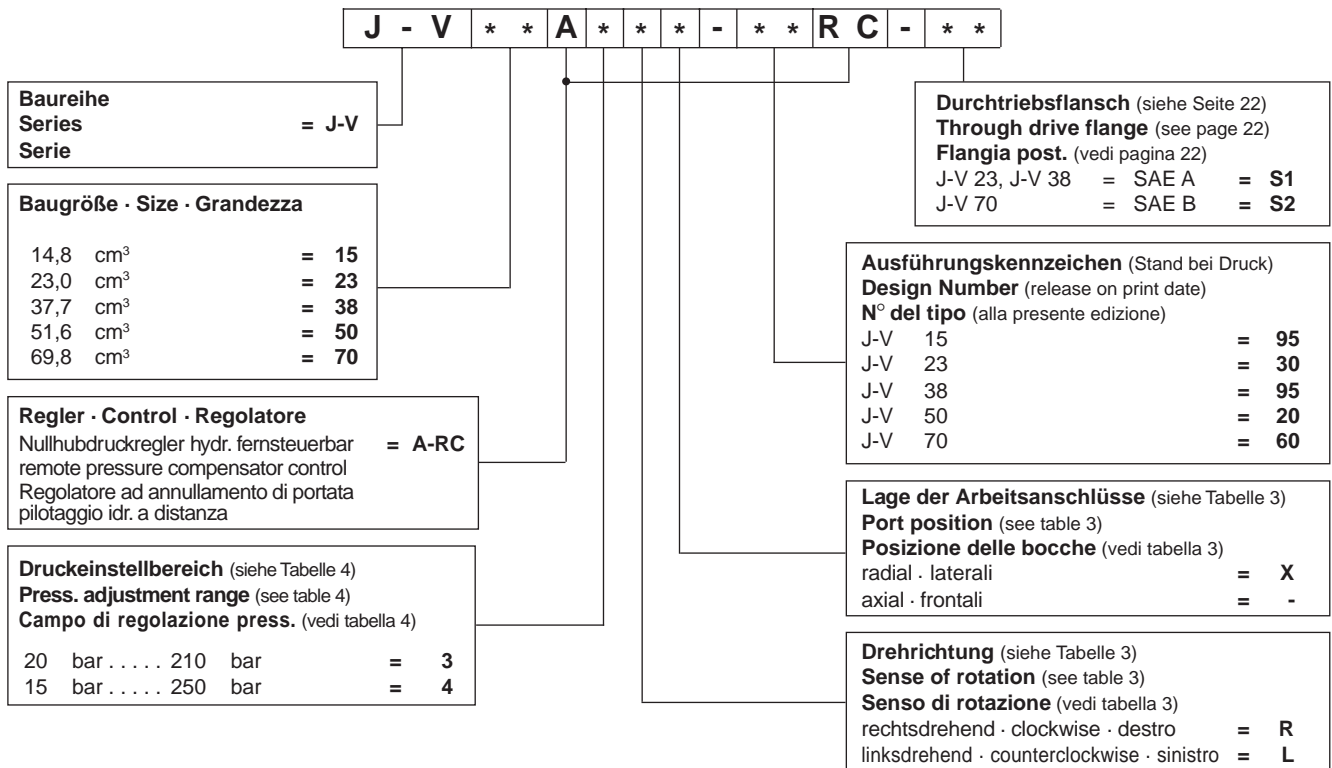 J - V * * A * * * - * * R C - * *
Baureihe
Series = J-V
Serie
Baugröße · Size · Grandezza
14,8 cm³ = 15
23,0 cm³ = 23
37,7 cm³ = 38
51,6 cm³ = 50
69,8 cm³ = 70
Regler · Control · Regolatore
Nullhubdruckregler hydr. fernsteuerbar = A-RC
remote pressure compensator control
Regolatore ad annullamento di portata
pilotaggio idr. a distanza
Druckeinstellbereich (siehe Tabelle 4)
Press. adjustment range (see table 4)
Campo di regolazione press. (vedi tabella 4)
20 bar . . . . . 210 bar = 3
15 bar . . . . . 250 bar = 4
Durchtriebsflansch (siehe Seite 22)
Through drive flange (see page 22)
Flangia post. (vedi pagina 22)
J-V 23, J-V 38 = SAE A = S1
J-V 70 = SAE B = S2
Ausführungskennzeichen (Stand bei Druck)
Design Number (release on print date)
N° del tipo (alla presente edizione)
J-V 15 = 95
J-V 23 = 30
J-V 38 = 95
J-V 50 = 20
J-V 70 = 60
Lage der Arbeitsanschlüsse (siehe Tabelle 3)
Port position (see table 3)
Posizione delle bocche (vedi tabella 3)
radial · laterali = X
axial · frontali = -
Drehrichtung (siehe Tabelle 3)
Sense of rotation (see table 3)
Senso di rotazione (vedi tabella 3)
rechtsdrehend · clockwise · destro = R
linksdrehend · counterclockwise · sinistro = L